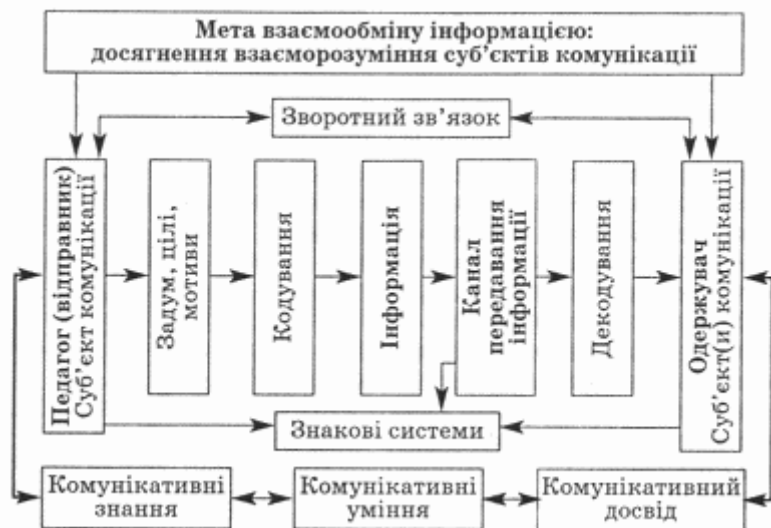 Мета взаємообміну інформацією:
досягнення взаєморозуміння суб’єктів комунікації
Зворотний зв’язок
Педагог (відправник)
Суб’єкт комунікації
Задум, цілі,
мотиви
Кодування
Інформація
Канал
передавання
інформації
Декодування
Одержувач
Суб’єкт(и) комунікації
Знакові системи
Комунікативні
знання
Комунікативні
уміння
Комунікативний
досвід